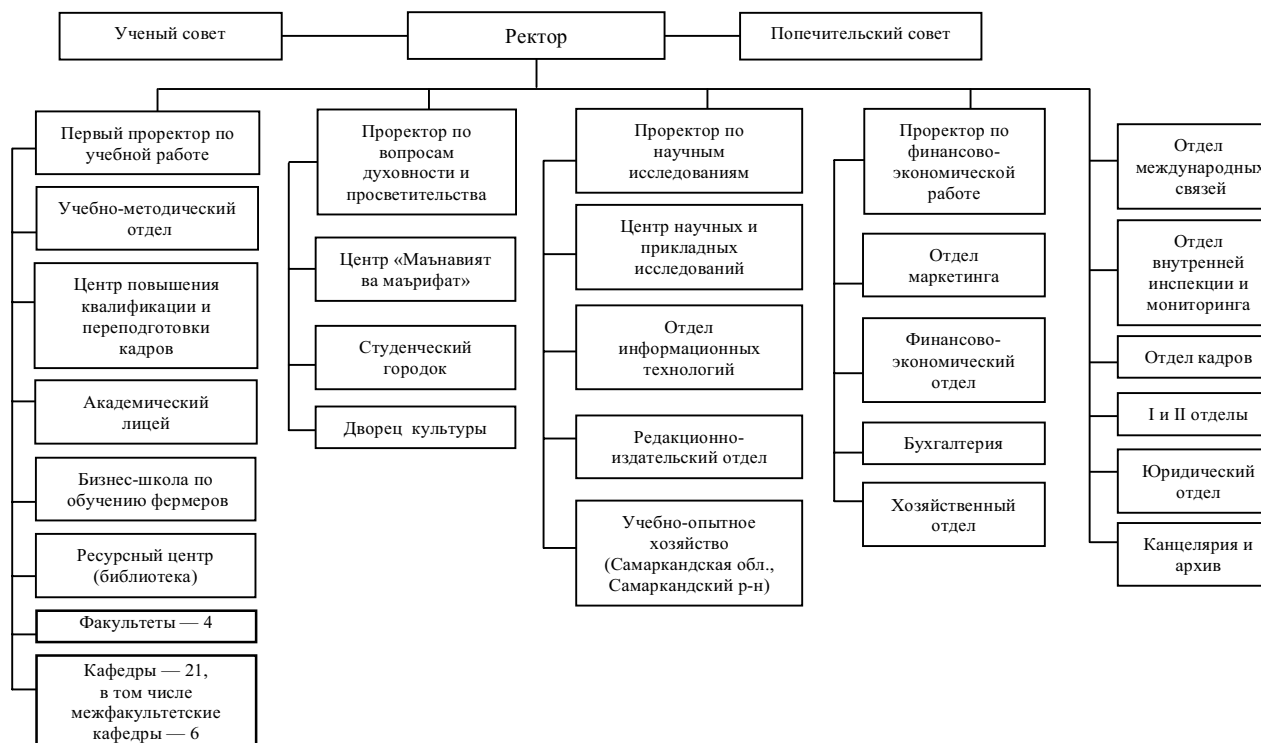 Ученый совет
Ректор
Попечительский совет
Первый проректор по
учебной работе
Учебно-методический
отдел
Центр повышения
квалификации и
переподготовки
кадров
Академический
лицей
Бизнес-школа по
обучению фермеров
Ресурсный центр
(библиотека)
Факультеты — 4
Кафедры — 21,
в том числе
межфакультетские
кафедры — 6
Проректор по
вопросам
духовности и
просветительства
Центр «Маънавият
ва маърифат»
Студенческий
городок
Дворец культуры
Проректор по
научным
исследованиям
Центр научных и
прикладных
исследований
Отдел
информационных
технологий
Редакционно-
издательский отдел
Учебно-опытное
хозяйство
(Самаркандская обл.,
Самаркандский р-н)
Проректор по
финансово-
экономической
работе
Отдел
маркетинга
Финансово-
экономический
отдел
Бухгалтерия
Хозяйственный
отдел
Отдел
международных
связей
Отдел
внутренней
инспекции и
мониторинга
Отдел кадров
I и II отделы
Юридический
отдел
Канцелярия и
архив